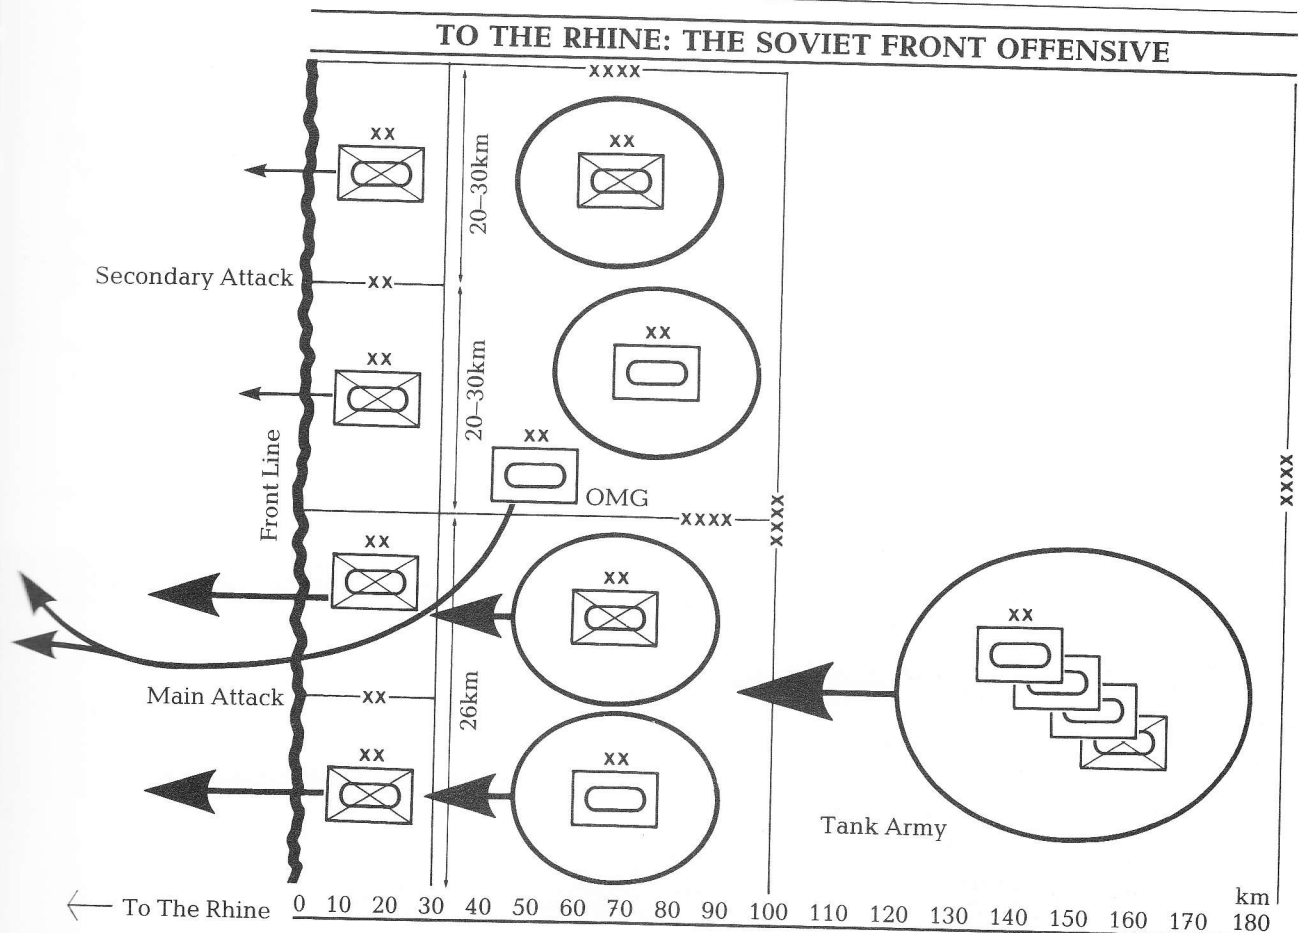 TO THE RHINE: THE SOVIET FRONT OFFENSIVE
XXXX
XX
XX
20–30km
Secondary Attack
XX
XX
XX
20–30km
XX
OMG
Front Line
XXXX
XXXX
XXXX
XX
XX
XX
Main Attack
XX
26km
XX
XX
Tank Army
km
To The Rhine
0 10 20 30 40 50 60 70 80 90 100 110 120 130 140 150 160 170 180